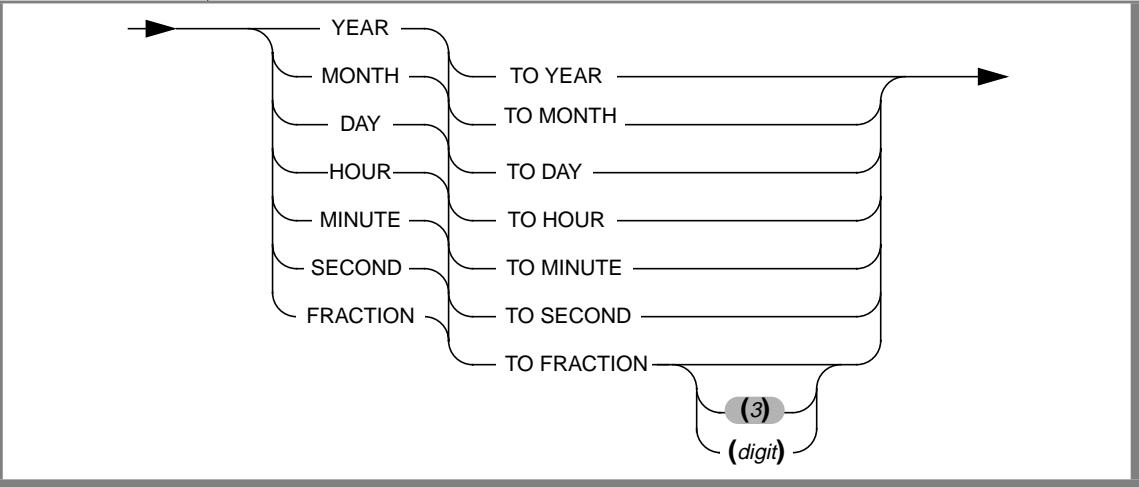 YEAR
MONTH
DAY
HOUR
MINUTE
SECOND
FRACTION
TO YEAR
TO MONTH
TO DAY
TO HOUR
TO MINUTE
TO SECOND
TO FRACTION
(3)
(digit)